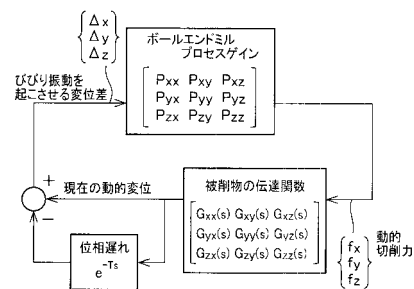 Δx
Δy
Δz
びびり振動を
起こさせる変位差
ボールエンドミル
プロセスゲイン
Pxx Pxy Pxz
Pyx Pyy Pyz
Pzx Pzy Pzz
+
−
現在の動的変位
被削物の伝達関数
Gxx(s) Gxy(s) Gxz(s)
Gyx(s) Gyy(s) Gyz(s)
Gzx(s) Gzy(s) Gzz(s)
位相遅れ
e-Ts
fx
fy
fz
動的
切削力